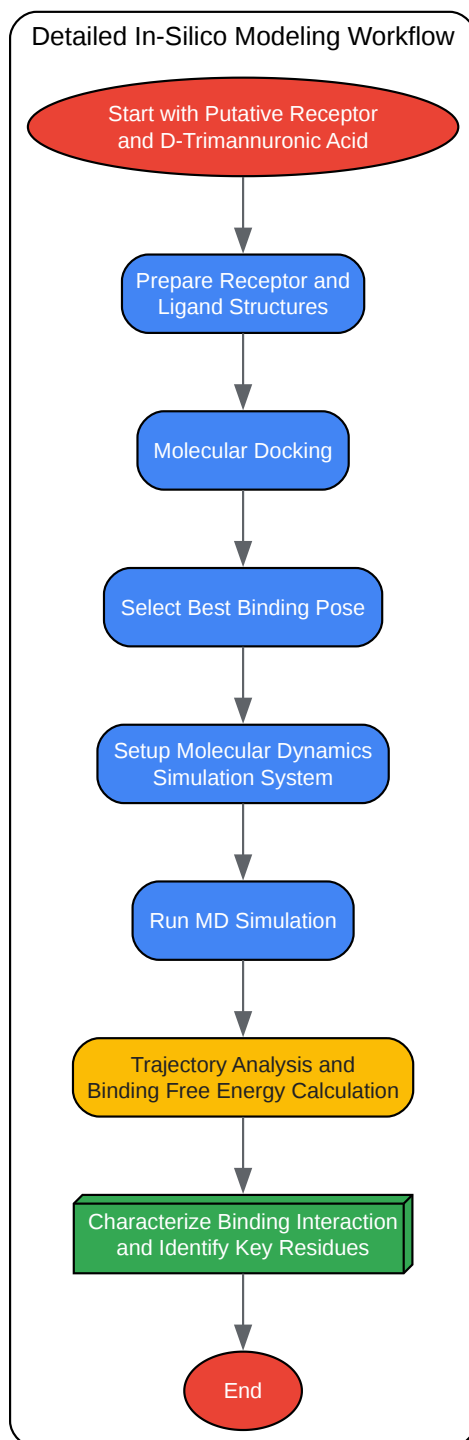 Detailed In-Silico Modeling Workflow
Start with Putative Receptor
and D-Trimannuronic Acid
Prepare Receptor and
Ligand Structures
Molecular Docking
Select Best Binding Pose
Setup Molecular Dynamics
Simulation System
Run MD Simulation
Trajectory Analysis and
Binding Free Energy Calculation
Characterize Binding Interaction
and Identify Key Residues
End